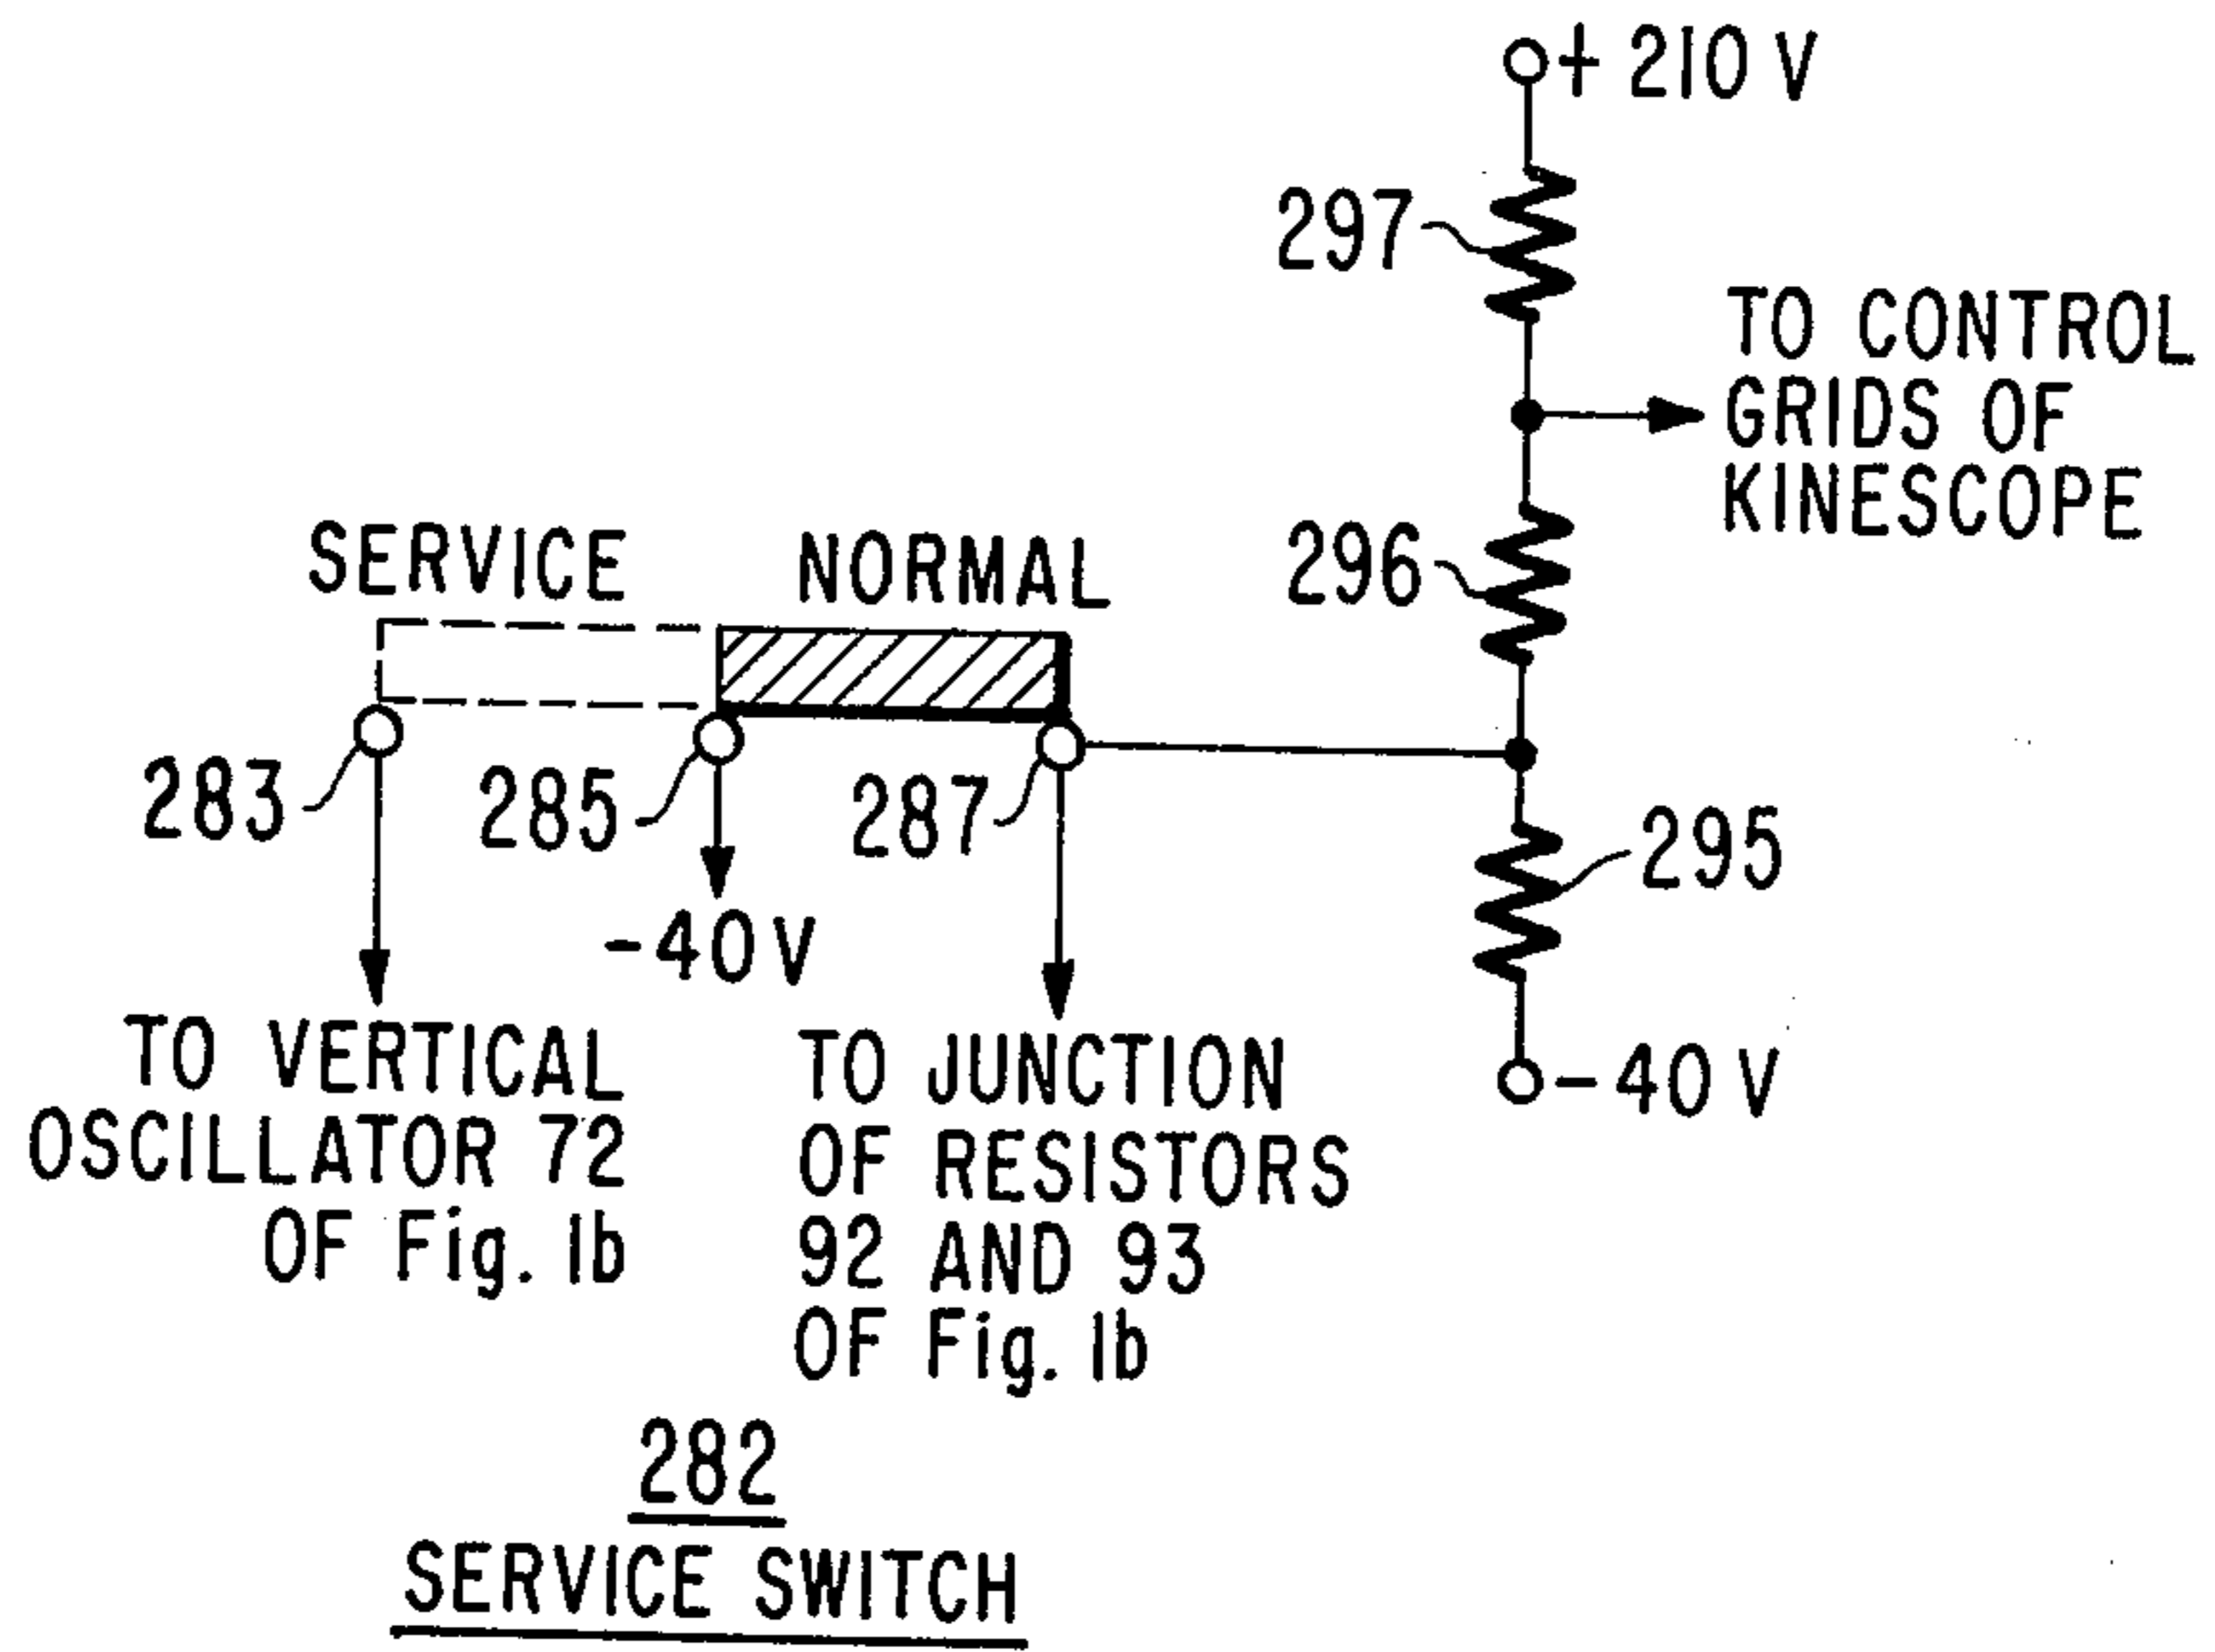 + 210 V
297
TO CONTROL
GRIDS OF
KINESCOPE
SERVICE NORMAL
296
283
285
287
295
-40V
-40 V
TO VERTICAL
OSCILLATOR 72
OF Fig. 1b
TO JUNCTION
OF RESISTORS
92 AND 93
OF Fig. 1b
282
SERVICE SWITCH